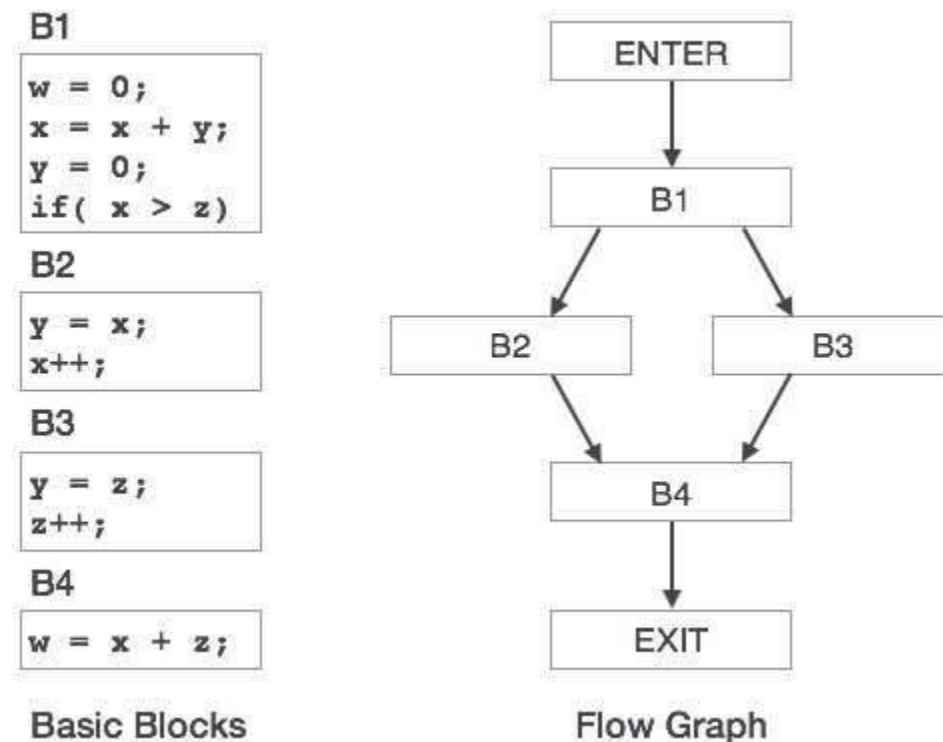 B1
w = 0;
x = x + y;
y = 0;
if( x > z)
B2
y = x;
x++;
B3
y = z;
z++;
B4
w = x + z;
Basic Blocks
ENTER
B1
B2
B3
B4
EXIT
Flow Graph